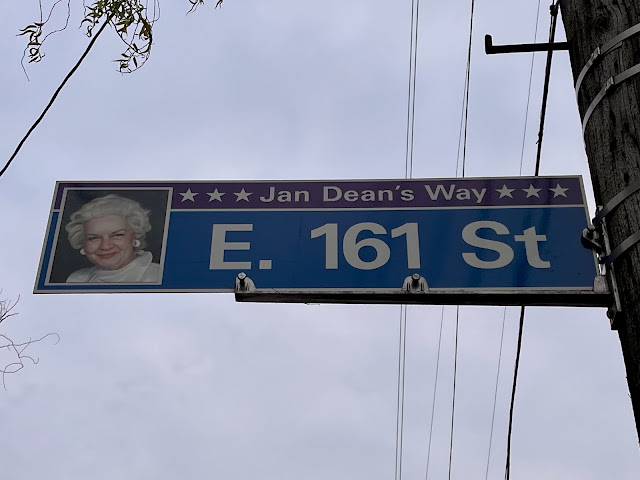 ★★★ Jan Dean's Way ★★★
E. 161 St